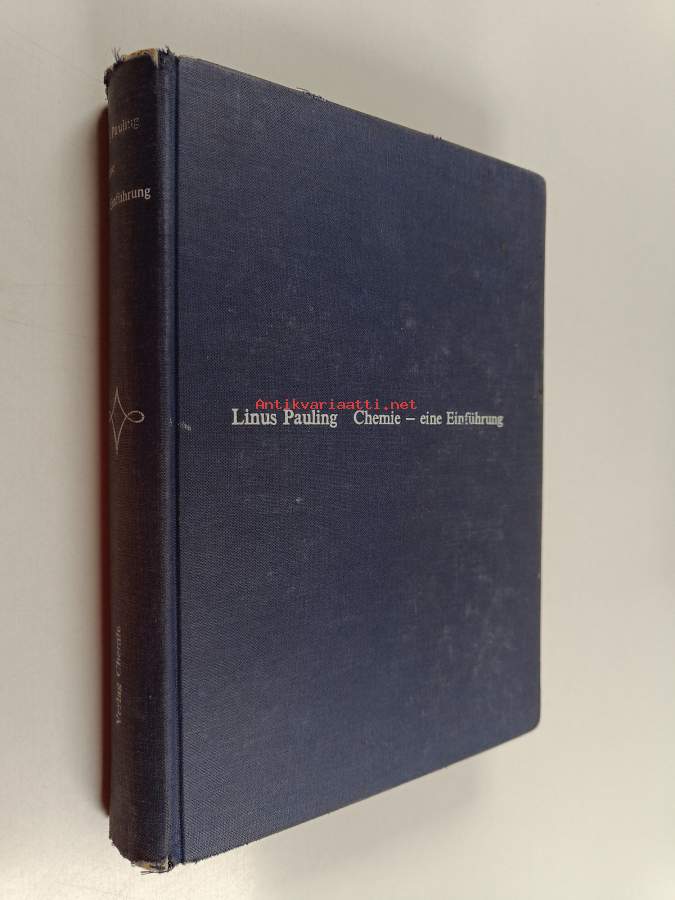 Pauling
Einführung
Antikvariaatti.net
Linus Pauling Chemie – eine Einführung
Verlag Chemie